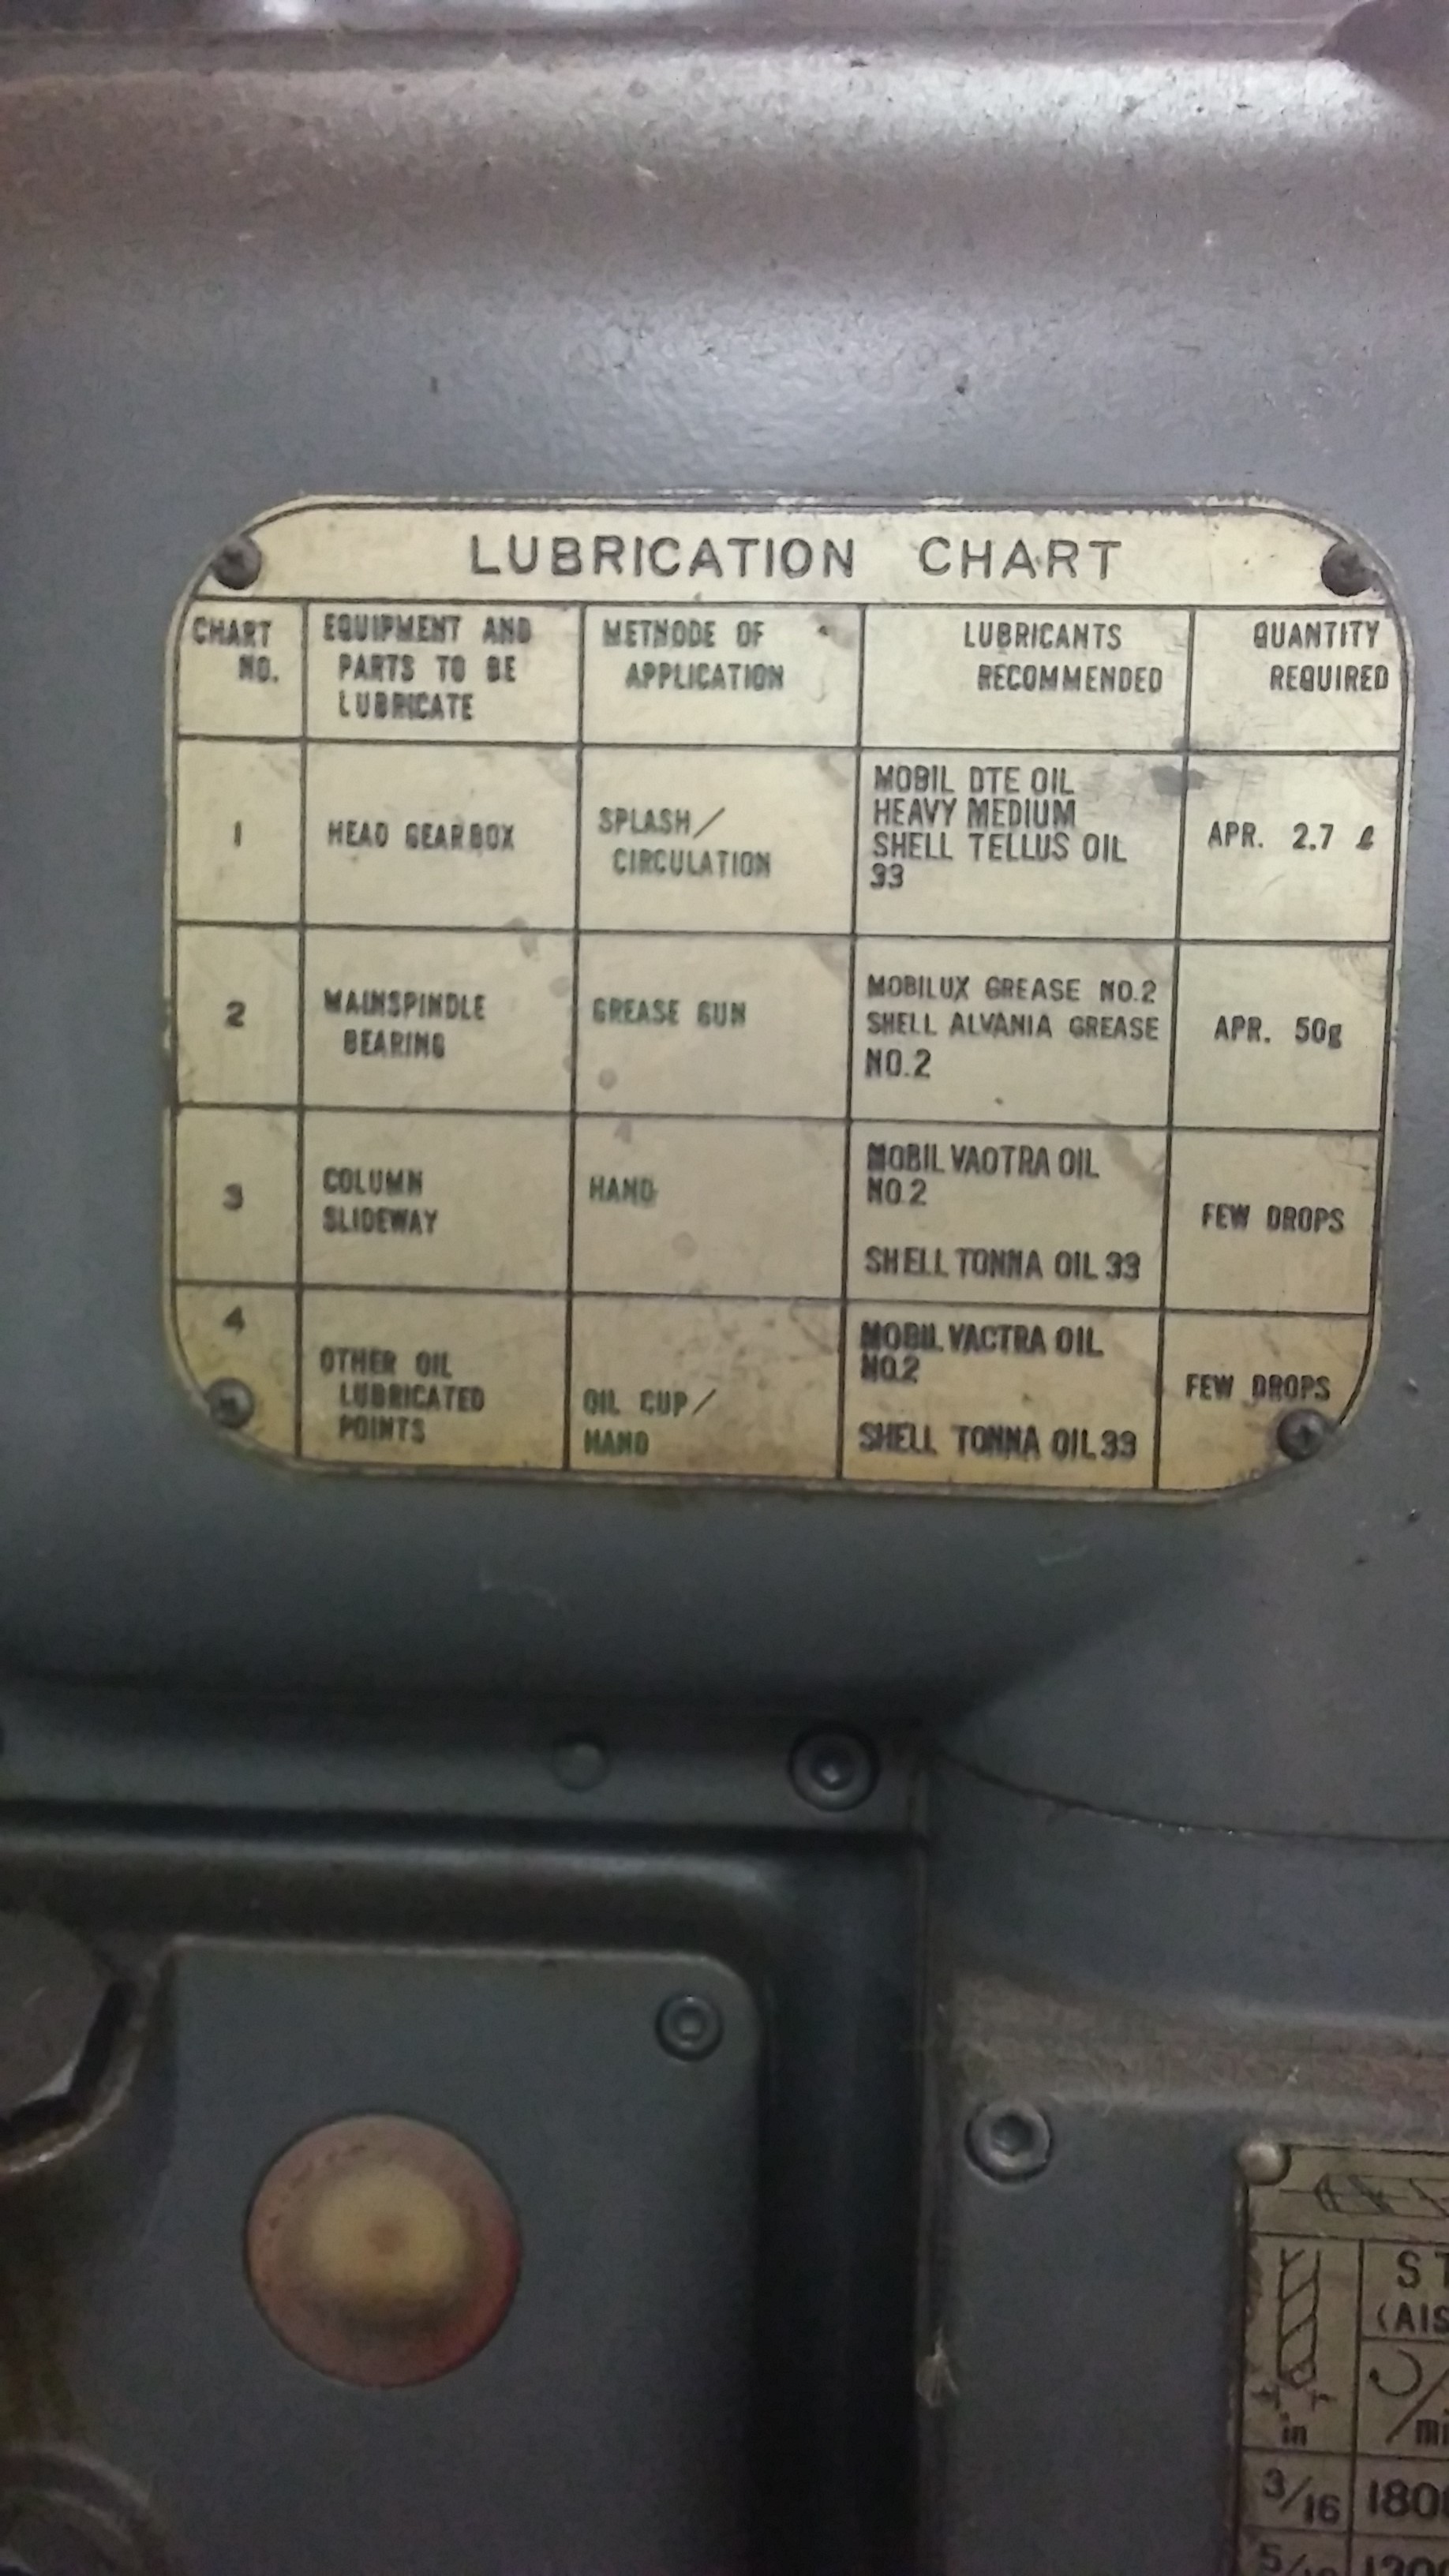 LUBRICATION CHART
CHART NO.
EQUIPMENT AND PARTS TO BE LUBRICATE
METNODE OF APPLICATION
LUBRICANTS RECOMMENDED
QUANTITY REQUIRED
1
HEAD GEARBOX
SPLASH/
CIRCULATION
MOBIL DTE OIL
HEAVY MEDIUM
SHELL TELLUS OIL
33
APR. 2.7 ℓ
2
MAINSPINDLE
BEARING
GREASE GUN
MOBILUX GREASE NO.2
SHELL ALVANIA GREASE
NO.2
APR. 50g
3
COLUMN
SLIDEWAY
HAND
MOBIL VAOTRA OIL
NO.2
SHELL TONNA OIL 33
FEW DROPS
4
OTHER OIL
LUBRICATED
POINTS
OIL CUP/
HAND
MOBIL VACTRA OIL
NO.2
SHELL TONNA OIL 33
FEW DROPS
in
3/16